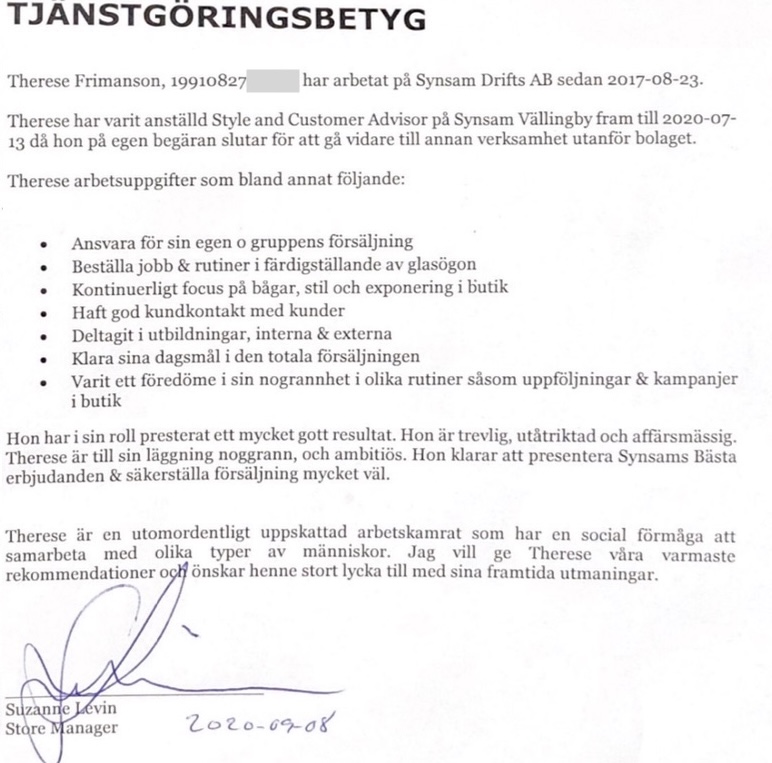 TJÄNSTGÖRINGSBETYG
Therese Frimanson, 19910827 har arbetat på Synsam Drifts AB sedan 2017-08-23.
Therese har varit anställd Style and Customer Advisor på Synsam Vällingby fram till 2020-07-
13 då hon på egen begäran slutar för att gå vidare till annan verksamhet utanför bolaget.
Therese arbetsuppgifter som bland annat följande:
• Ansvara för sin egen o gruppens försäljning
• Beställa jobb & rutiner i färdigställande av glasögon
• Kontinuerligt focus på bågar, stil och exponering i butik
• Haft god kundkontakt med kunder
• Deltagit i utbildningar, interna & externa
• Klara sina dagsmål i den totala försäljningen
• Varit ett föredöme i sin nogrannhet i olika rutiner såsom uppföljningar & kampanjer
i butik
Hon har i sin roll presterat ett mycket gott resultat. Hon är trevlig, utåtriktad och affärsmässig.
Therese är till sin läggning noggrann, och ambitiös. Hon klarar att presentera Synsams Bästa
erbjudanden & säkerställa försäljning mycket väl.
Therese är en utomordentligt uppskattad arbetskamrat som har en social förmåga att
samarbeta med olika typer av människor. Jag vill ge Therese våra varmaste
rekommendationer och önskar henne stort lycka till med sina framtida utmaningar.
Suzanne Levin
Store Manager 2020-09-08